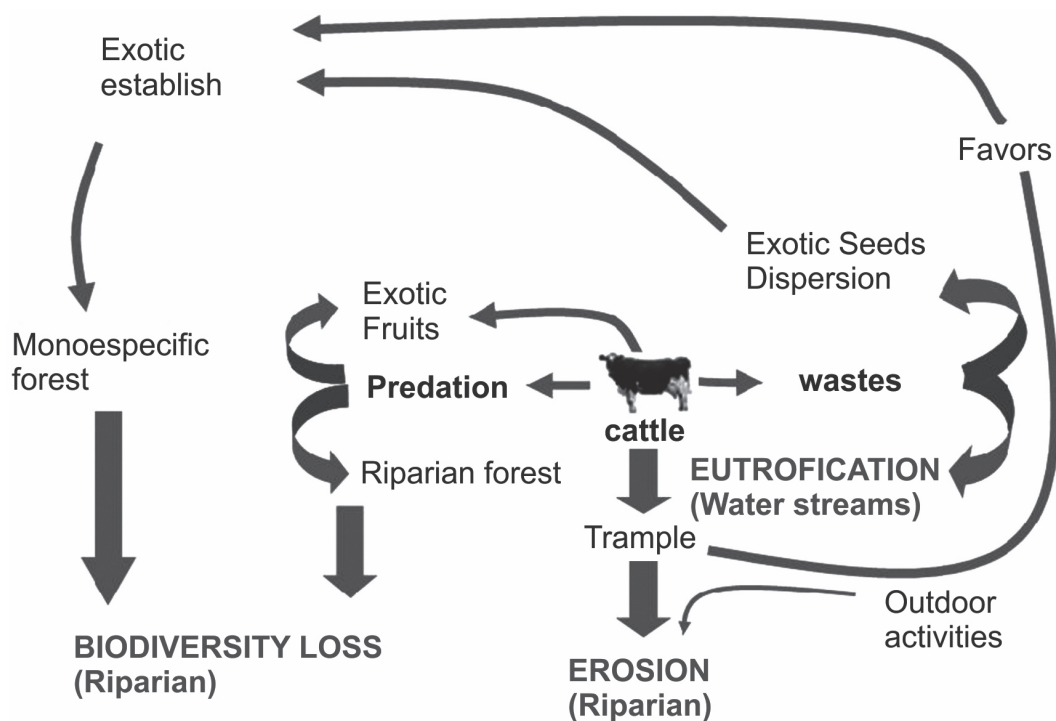 Exotic
establish
Favors
Exotic Seeds
Dispersion
Exotic
Fruits
Monoespecific
forest
Predation
wastes
cattle
Riparian forest
EUTROFICATION
(Water streams)
Trample
Outdoor
activities
BIODIVERSITY LOSS
(Riparian)
EROSION
(Riparian)